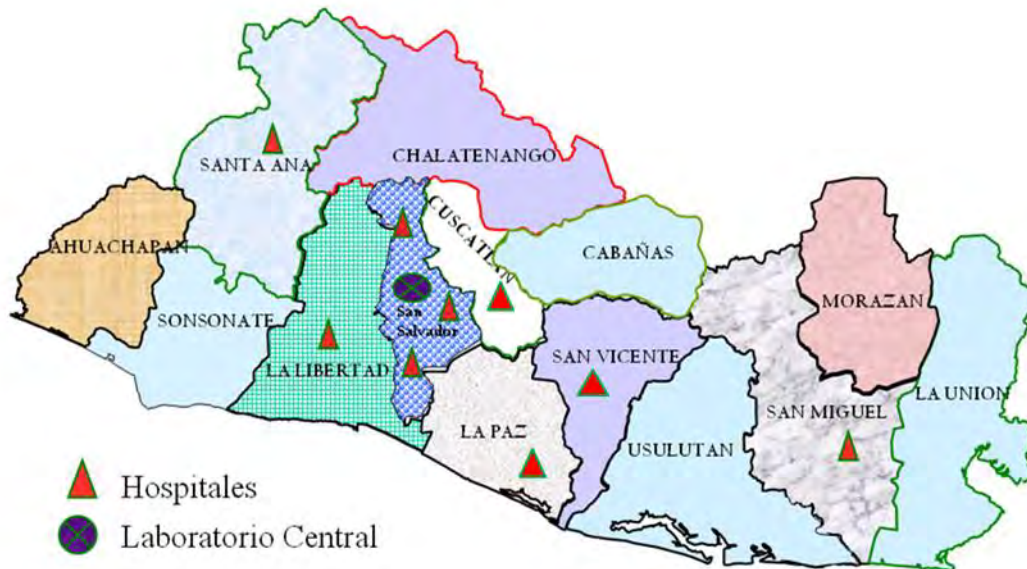 SANTA ANA
CHALATENANGO
CUSCATLAN
AHUACHAPAN
CABAÑAS
MORAZAN
SONSONATE
San
Salvador
LA LIBERTAD
SAN VICENTE
LA UNION
SAN MIGUEL
LA PAZ
USULUTAN
Hospitales
Laboratorio Central